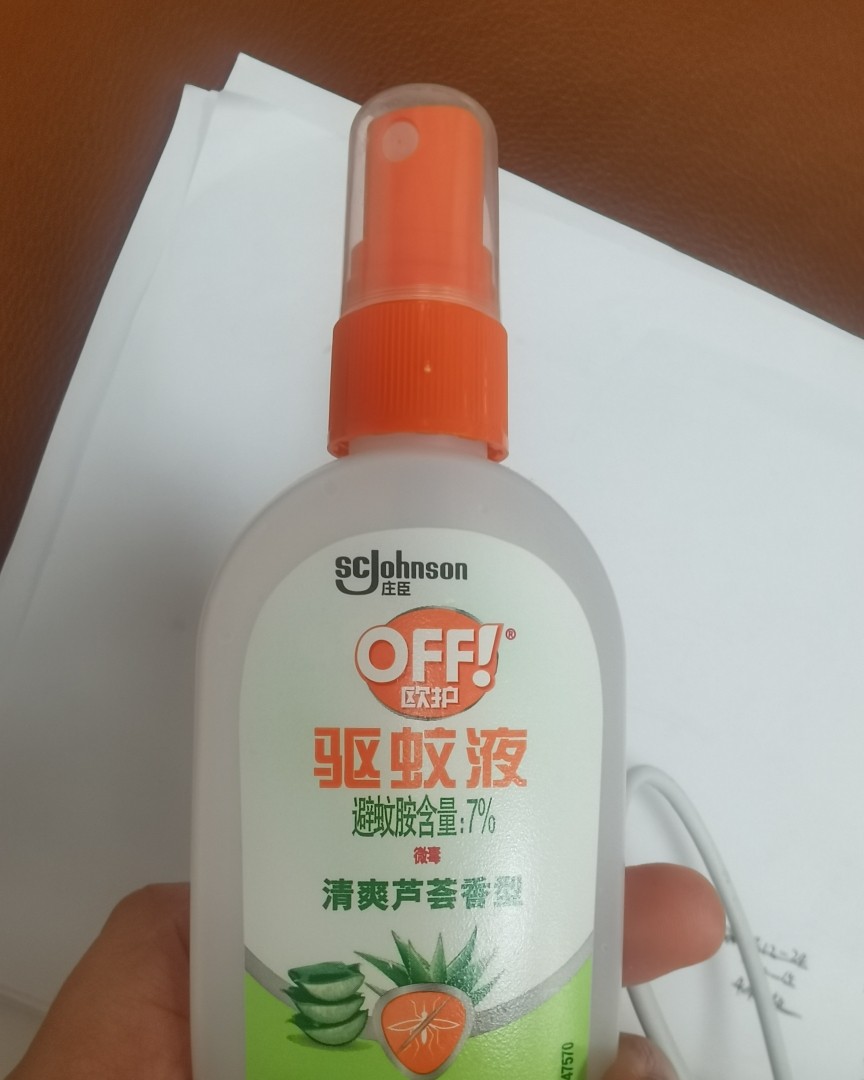 SCJohnson
庄臣
OFF!®
欧护
驱蚊液
避蚊胺含量:7%
微毒
清爽芦荟香型
47570